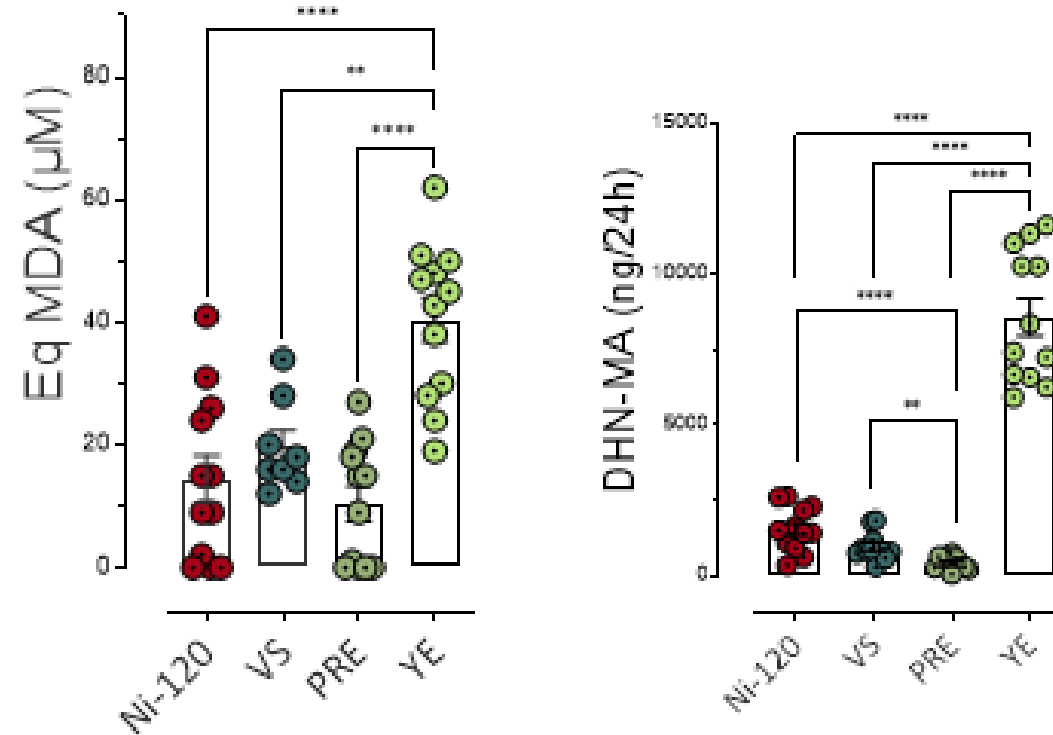 Eq MDA (µM)
80
60
40
20
0
****
**
****
Ni-120
VS
PRE
YE
DHN-MA (ng/24h)
15000
10000
5000
0
****
****
****
****
**
Ni-120
VS
PRE
YE